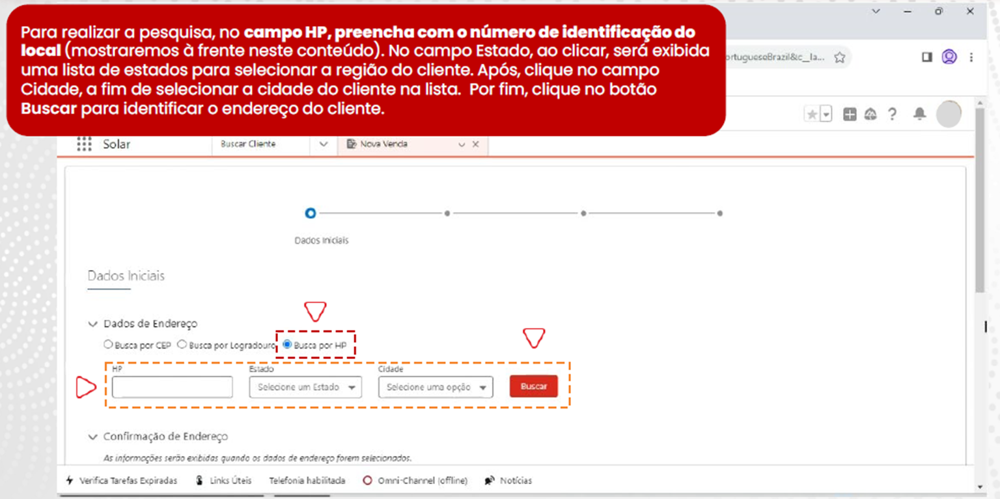 Para realizar a pesquisa, no campo HP, preencha com o número de identificação do
local (mostraremos à frente neste conteúdo). No campo Estado, ao clicar, será exibida
uma lista de estados para selecionar a região do cliente. Após, clique no campo
Cidade, a fim de selecionar a cidade do cliente na lista. Por fim, clique no botão
Buscar para identificar o endereço do cliente.
ortugueseBrazil&c_la...
Solar
Buscar Cliente
Nova Venda
Dados Iniciais
Dados Iniciais
Dados de Endereço
Busca por CEP Busca por Logradouro Busca por HP
HP Estado Cidade
Selecione um Estado Selecione uma opção Buscar
Confirmação de Endereço
As informações serão exibidas quando os dados de endereço forem selecionados.
Verifica Tarefas Expiradas Links Úteis Telefonia habilitada Omni-Channel (offline) Notícias